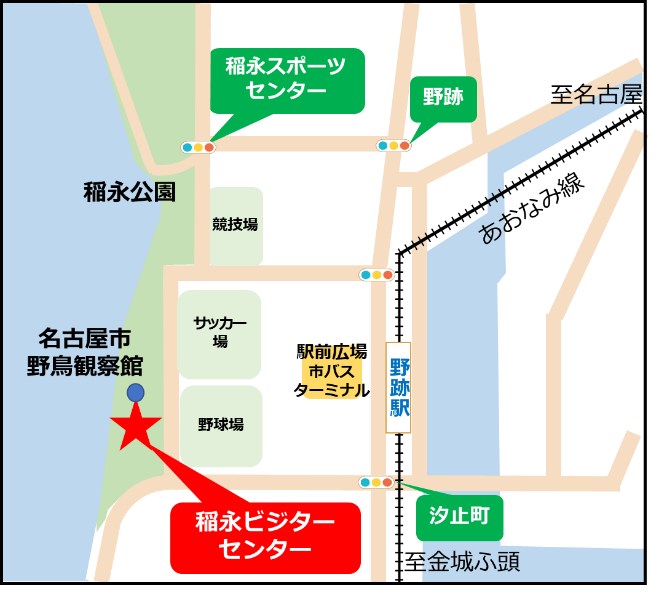 稲永スポーツ
センター
野跡
至名古屋
稲永公園
あおなみ線
競技場
サッカー
場
名古屋市
野鳥観察館
駅前広場
市バス
ターミナル
野跡駅
野球場
稲永ビジター
センター
汐止町
至金城ふ頭